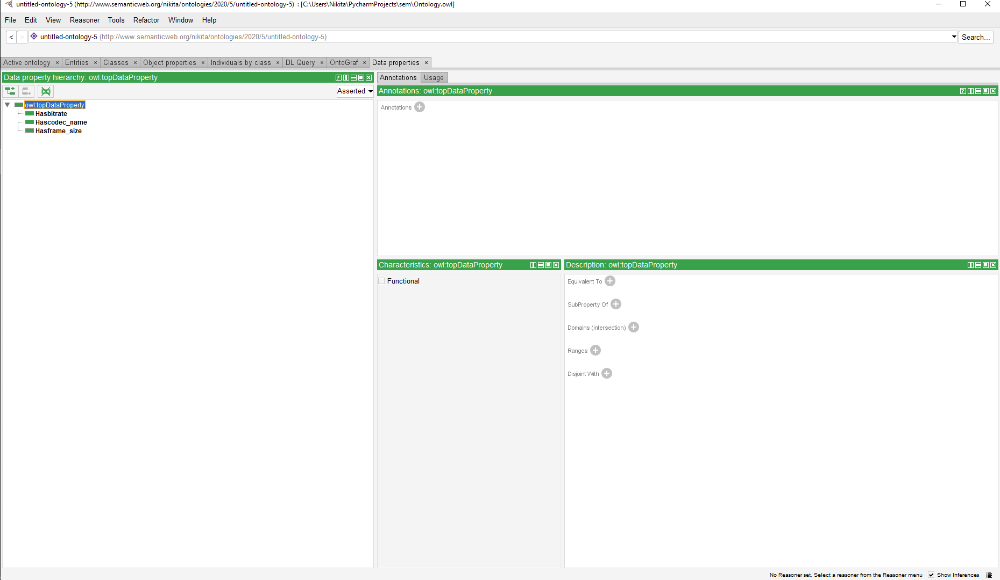 untitled-ontology-5 (http://www.semanticweb.org/nikita/ontologies/2020/5/untitled-ontology-5) : [C:\Users\Nikita\PycharmProjects\sem\Ontology.owl]
File Edit View Reasoner Tools Refactor Window Help
< > untitled-ontology-5 (http://www.semanticweb.org/nikita/ontologies/2020/5/untitled-ontology-5) Search...
Active ontology × Entities × Classes × Object properties × Individuals by class × DL Query × OntoGraf × Data properties ×
Data property hierarchy: owl:topDataProperty
Asserted
owl:topDataProperty
Hasbitrate
Hascodec_name
Hasframe_size
Annotations Usage
Annotations: owl:topDataProperty
Annotations
Characteristics: owl:topDataProperty
Functional
Description: owl:topDataProperty
Equivalent To
SubProperty Of
Domains (intersection)
Ranges
Disjoint With
No Reasoner set. Select a reasoner from the Reasoner menu Show Inferences